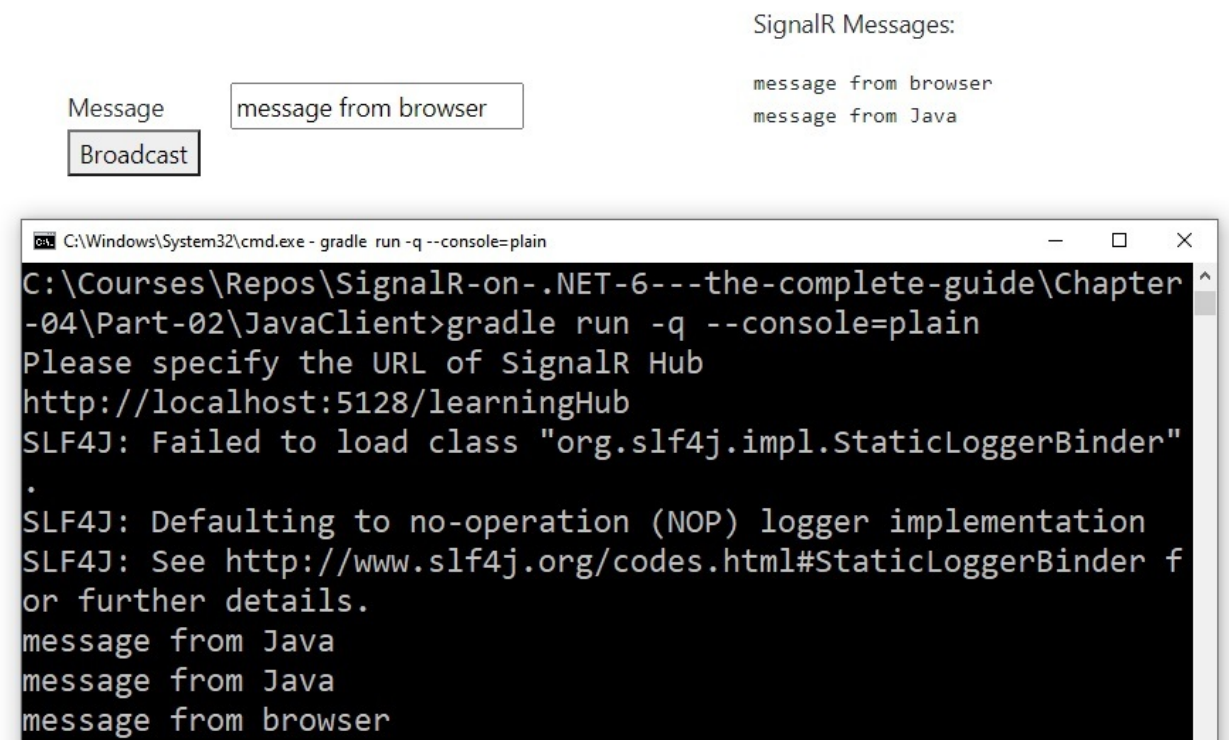 SignalR Messages:
message from browser
message from Java
Message
message from browser
Broadcast
C:\Windows\System32\cmd.exe - gradle run -q --console=plain
C:\Courses\Repos\SignalR-on-.NET-6---the-complete-guide\Chapter
-04\Part-02\JavaClient>gradle run -q --console=plain
Please specify the URL of SignalR Hub
http://localhost:5128/learningHub
SLF4J: Failed to load class "org.slf4j.impl.StaticLoggerBinder"
.
SLF4J: Defaulting to no-operation (NOP) logger implementation
SLF4J: See http://www.slf4j.org/codes.html#StaticLoggerBinder f
or further details.
message from Java
message from Java
message from browser